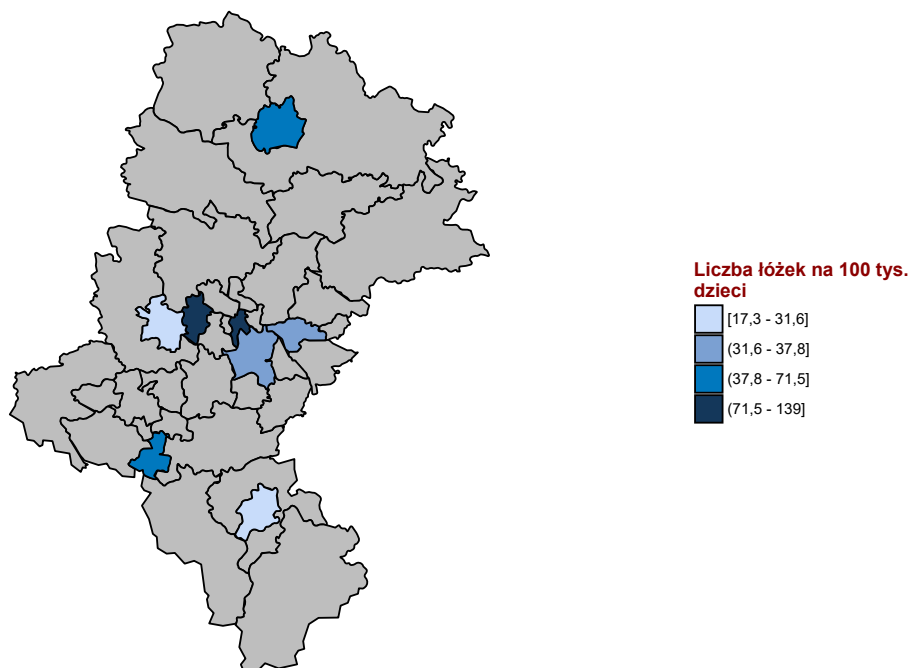 Liczba łóżek na 100 tys.
dzieci
[17,3 - 31,6]
(31,6 - 37,8]
(37,8 - 71,5]
(71,5 - 139]